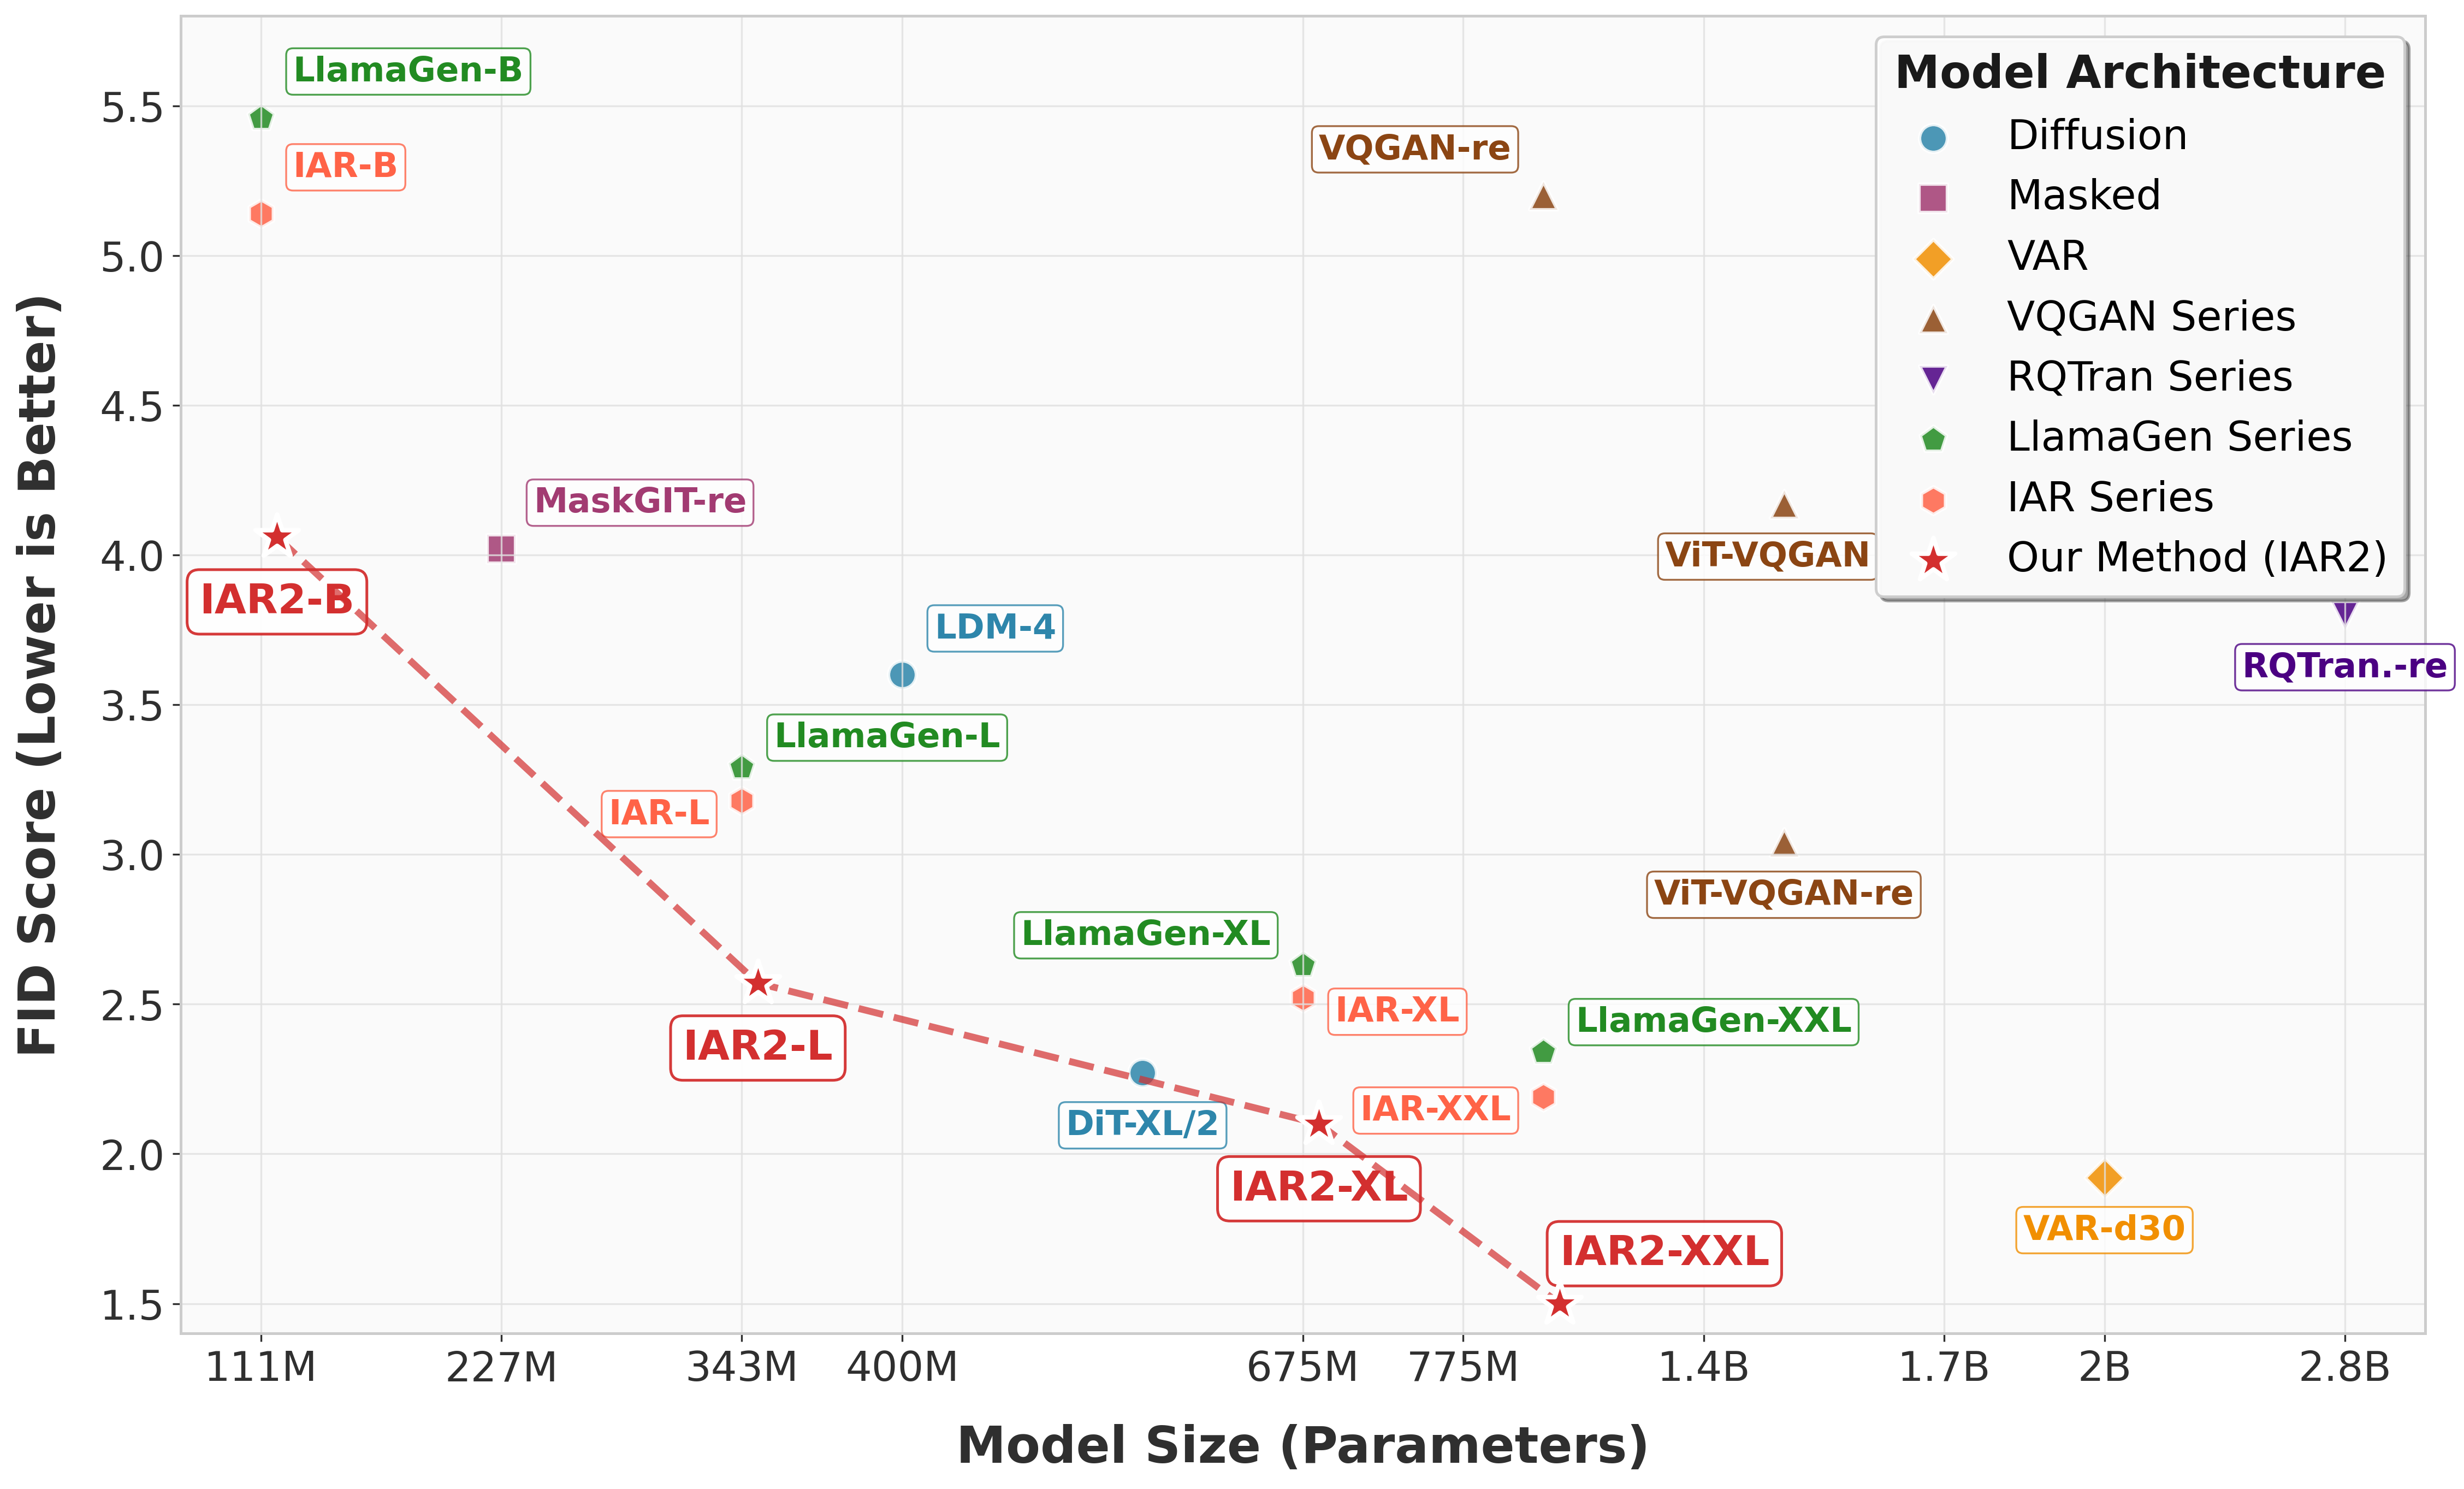 LlamaGen-B
IAR-B
VQGAN-re
MaskGIT-re
IAR2-B
ViT-VQGAN
LDM-4
RQTran.-re
LlamaGen-L
IAR-L
ViT-VQGAN-re
LlamaGen-XL
IAR-XL
LlamaGen-XXL
IAR2-L
IAR-XXL
DiT-XL/2
IAR2-XL
VAR-d30
IAR2-XXL
Model Architecture
Diffusion
Masked
VAR
VQGAN Series
RQTran Series
LlamaGen Series
IAR Series
Our Method (IAR2)
FID Score (Lower is Better)
5.5
5.0
4.5
4.0
3.5
3.0
2.5
2.0
1.5
111M 227M 343M 400M 675M 775M 1.4B 1.7B 2B 2.8B
Model Size (Parameters)